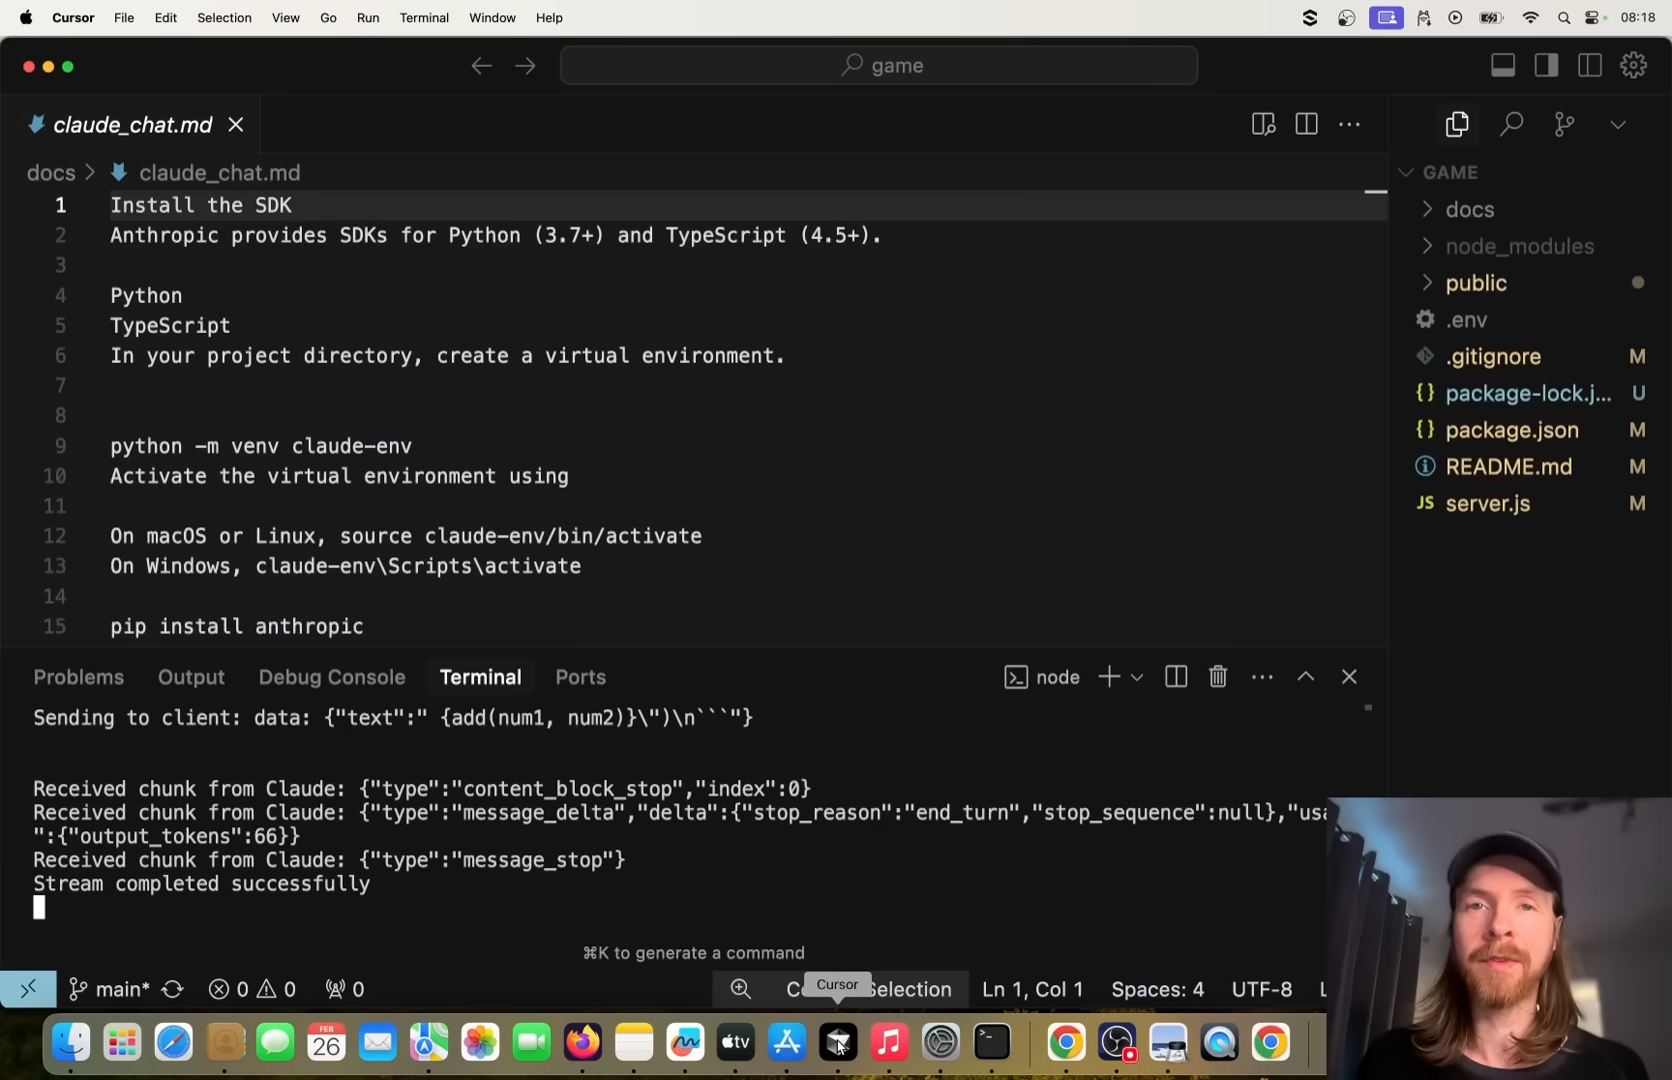 Cursor File Edit Selection View Go Run Terminal Window Help 08:18
game
claude_chat.md
docs > claude_chat.md
1 Install the SDK
2 Anthropic provides SDKs for Python (3.7+) and TypeScript (4.5+).
3
4 Python
5 TypeScript
6 In your project directory, create a virtual environment.
7
8
9 python -m venv claude-env
10 Activate the virtual environment using
11
12 On macOS or Linux, source claude-env/bin/activate
13 On Windows, claude-env\Scripts\activate
14
15 pip install anthropic
GAME
docs
node_modules
public
.env
.gitignore M
package-lock.j... U
package.json M
README.md M
JS server.js M
Problems Output Debug Console Terminal Ports node
Sending to client: data: {"text":" {add(num1, num2)}\")\n```"}
Received chunk from Claude: {"type":"content_block_stop","index":0}
Received chunk from Claude: {"type":"message_delta","delta":{"stop_reason":"end_turn","stop_sequence":null},"usa
":{"output_tokens":66}}
Received chunk from Claude: {"type":"message_stop"}
Stream completed successfully
⌘K to generate a command
main* 0 0 0 Selection Ln 1, Col 1 Spaces: 4 UTF-8
Cursor
FEB
26
tv